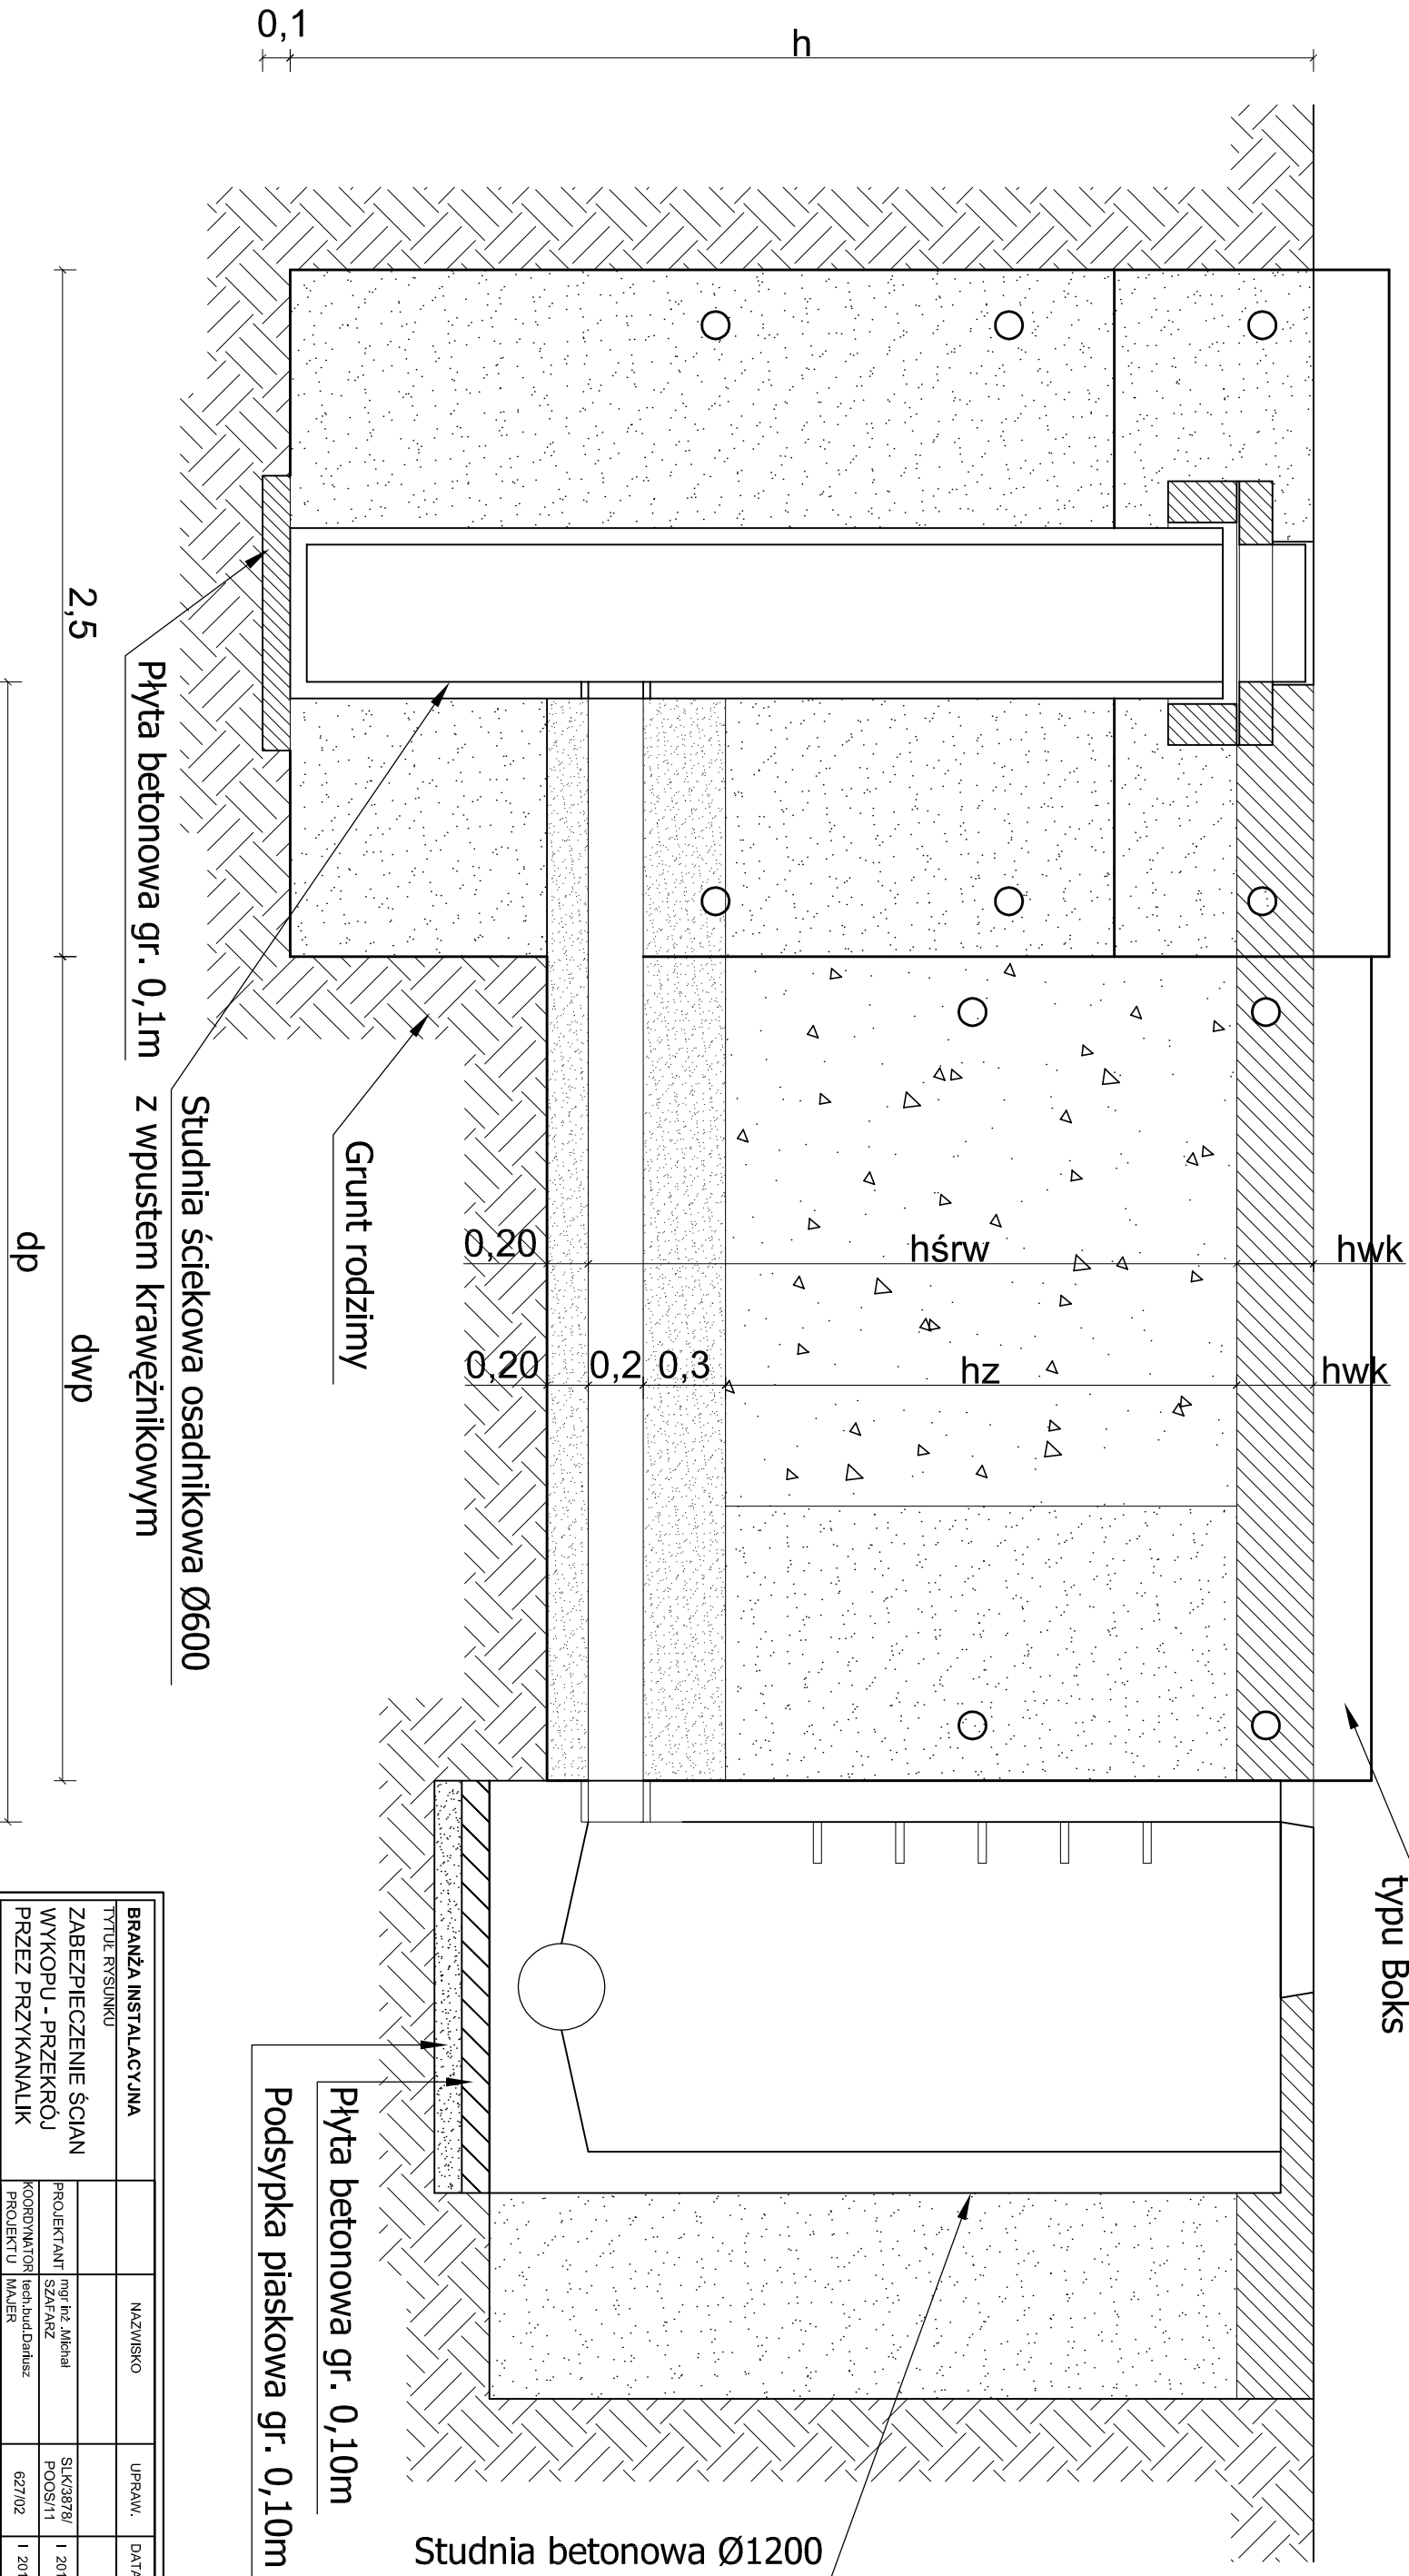 0,1
h
2,5
dp
dwp
Płyta betonowa gr. 0,1m
Studnia ściekowa osadnikowa Ø600
z wpustem krawężnikowym
Grunt rodzimy
0,20
hśrw
hwk
0,20
0,2
0,3
hz
hwk
typu Boks
Płyta betonowa gr. 0,10m
Podsypka piaskowa gr. 0,10m
Studnia betonowa Ø1200
BRANŻA INSTALACYJNA
NAZWISKO
UPRAW.
DATA
TYTUŁ RYSUNKU
ZABEZPIECZENIE ŚCIAN
WYKOPU - PRZEKRÓJ
PRZEZ PRZYKANALIK
PROJEKTANT
mgr inż .Michał
SZAFARZ
SLK/3878/
POOS/11
I 201
KOORDYNATOR
PROJEKTU
tech.bud.Dariusz
MAJER
627/02
I 201